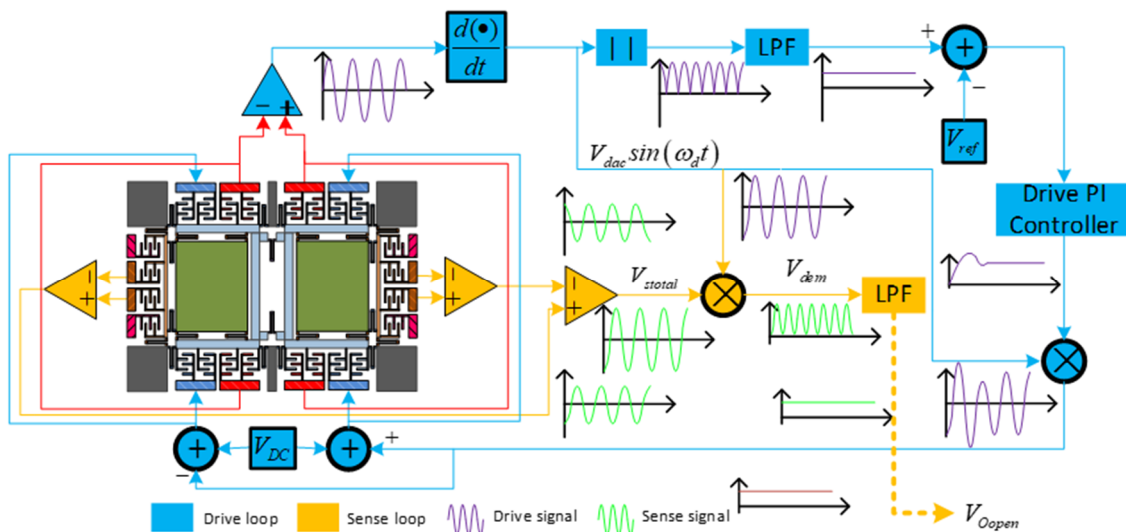 d(•)
dt
| |
LPF
+
+
−
− +
V_ref
V_dac sin(ω_d t)
Drive PI
Controller
−
+
−
+
−
+
V_stotal
×
V_dem
LPF
×
+
V_DC
+
+
−
V_Oopen
Drive loop
Sense loop
Drive signal
Sense signal